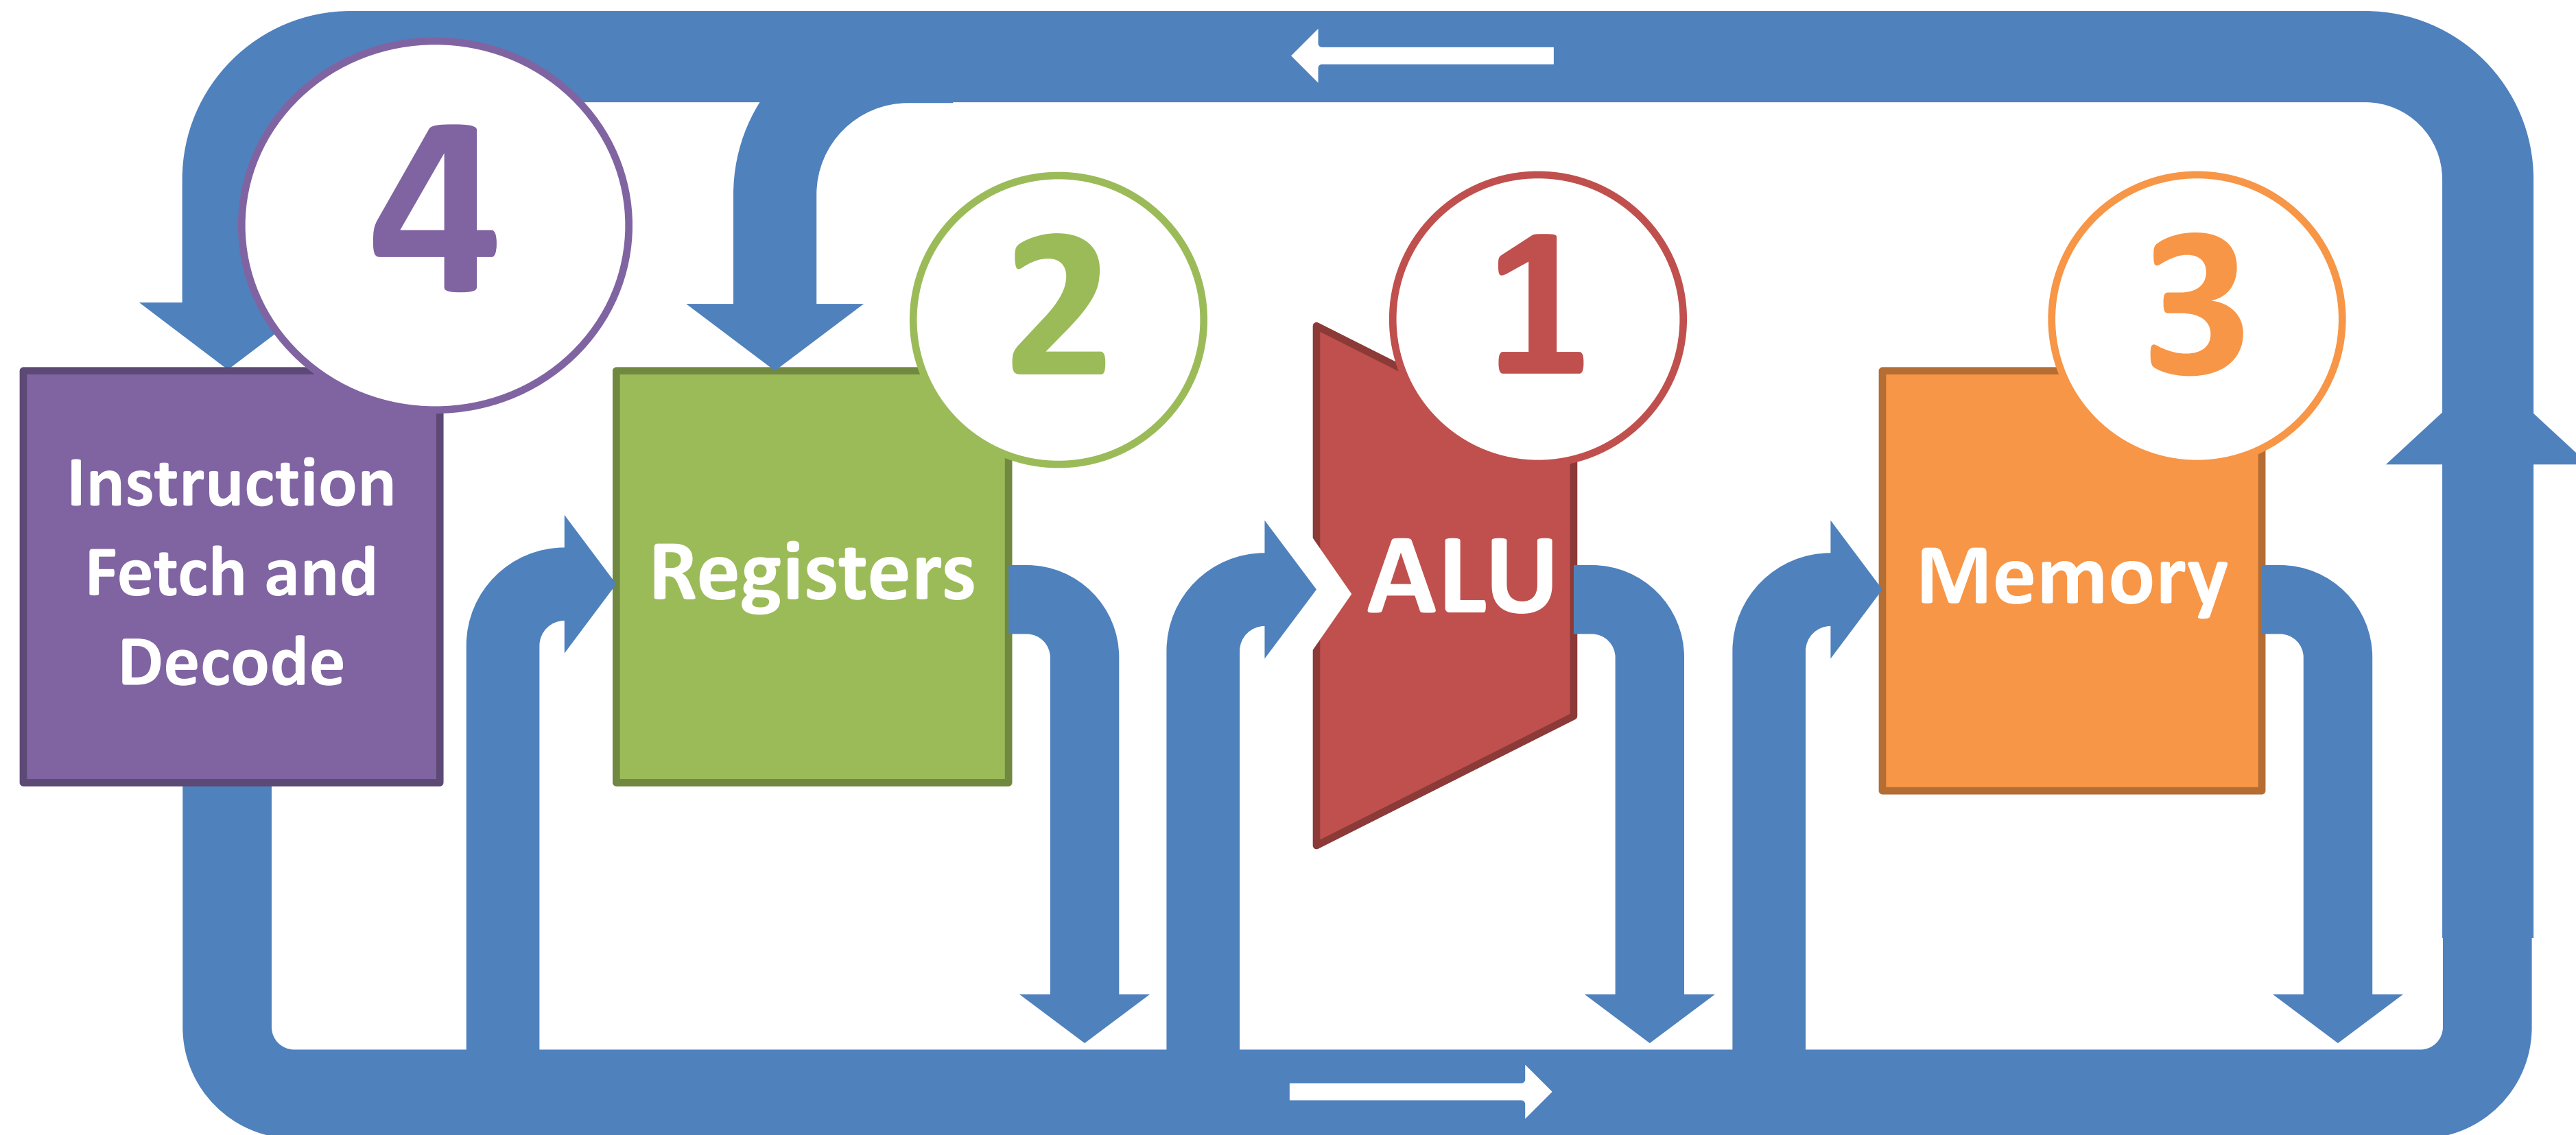 4
2
1
3
Instruction
Fetch and
Decode
Registers
ALU
Memory